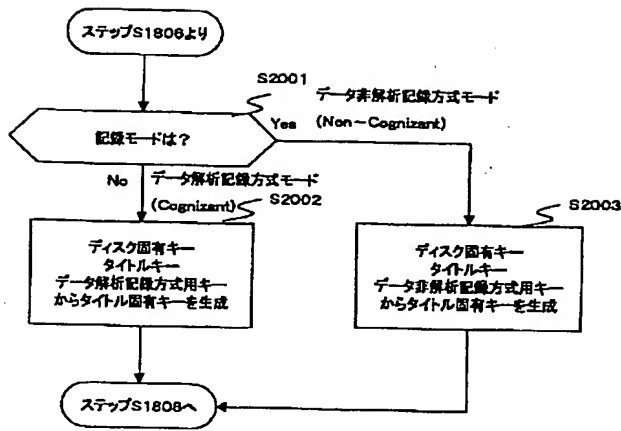 ステップS1806より
S2001
データ非解析記録方式モード
(Non-Cognizant)
Yes
記録モードは?
No
データ解析記録方式モード
(Cognizant)
S2002
ディスク固有キー
タイトルキー
データ解析記録方式用キー
からタイトル固有キーを生成
S2003
ディスク固有キー
タイトルキー
データ非解析記録方式用キー
からタイトル固有キーを生成
ステップS1808へ